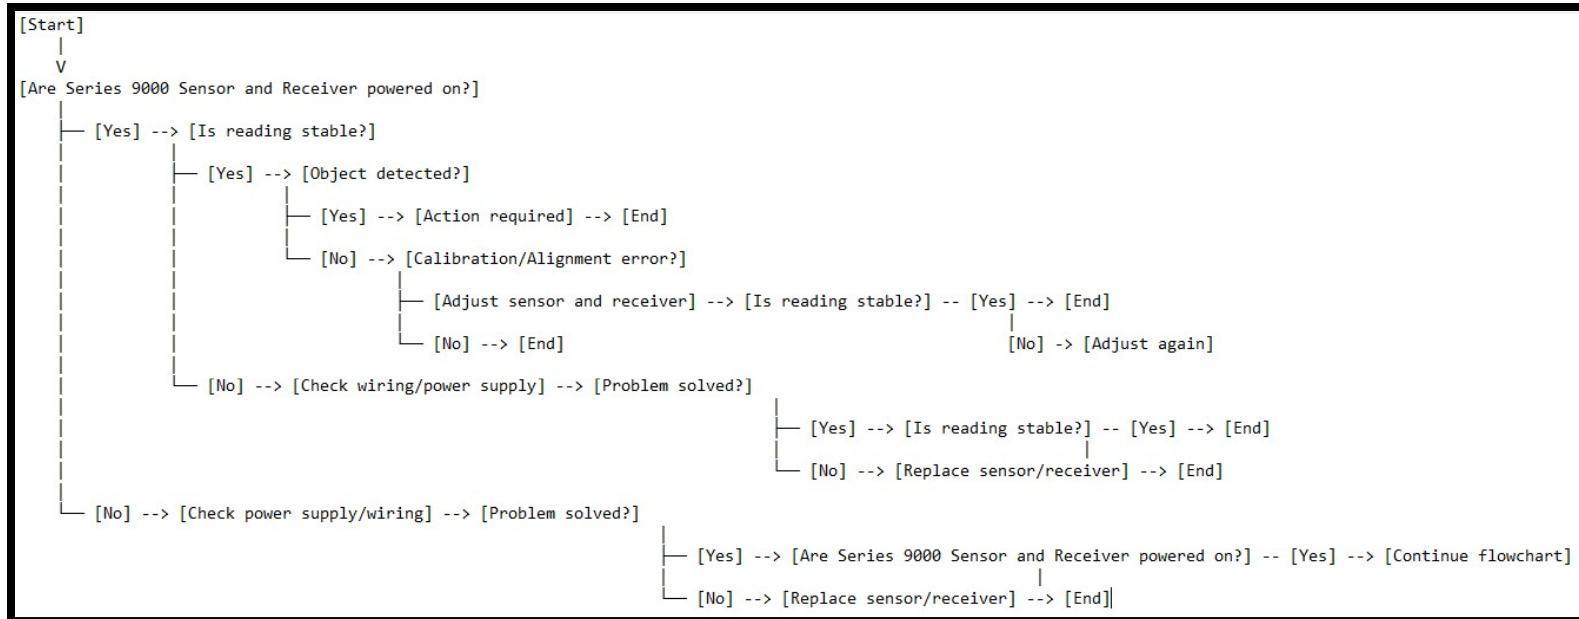 [Start]
|
V
[Are Series 9000 Sensor and Receiver powered on?]
|
├── [Yes] --> [Is reading stable?]
│           |
│           ├── [Yes] --> [Object detected?]
│           │           |
│           │           ├── [Yes] --> [Action required] --> [End]
│           │           │
│           │           └── [No] --> [Calibration/Alignment error?]
│           │                       |
│           │                       ├── [Adjust sensor and receiver] --> [Is reading stable?] -- [Yes] --> [End]
│           │                       │                                                                |
│           │                       └── [No] --> [End]                                               [No] -> [Adjust again]
│           │
│           └── [No] --> [Check wiring/power supply] --> [Problem solved?]
│                                                                           |
│                                                                           ├── [Yes] --> [Is reading stable?] -- [Yes] --> [End]
│                                                                           │                                |
│                                                                           └── [No] --> [Replace sensor/receiver] --> [End]
│
└── [No] --> [Check power supply/wiring] --> [Problem solved?]
                                                                |
                                                                ├── [Yes] --> [Are Series 9000 Sensor and Receiver powered on?] -- [Yes] --> [Continue flowchart]
                                                                │                                       |
                                                                └── [No] --> [Replace sensor/receiver] --> [End]